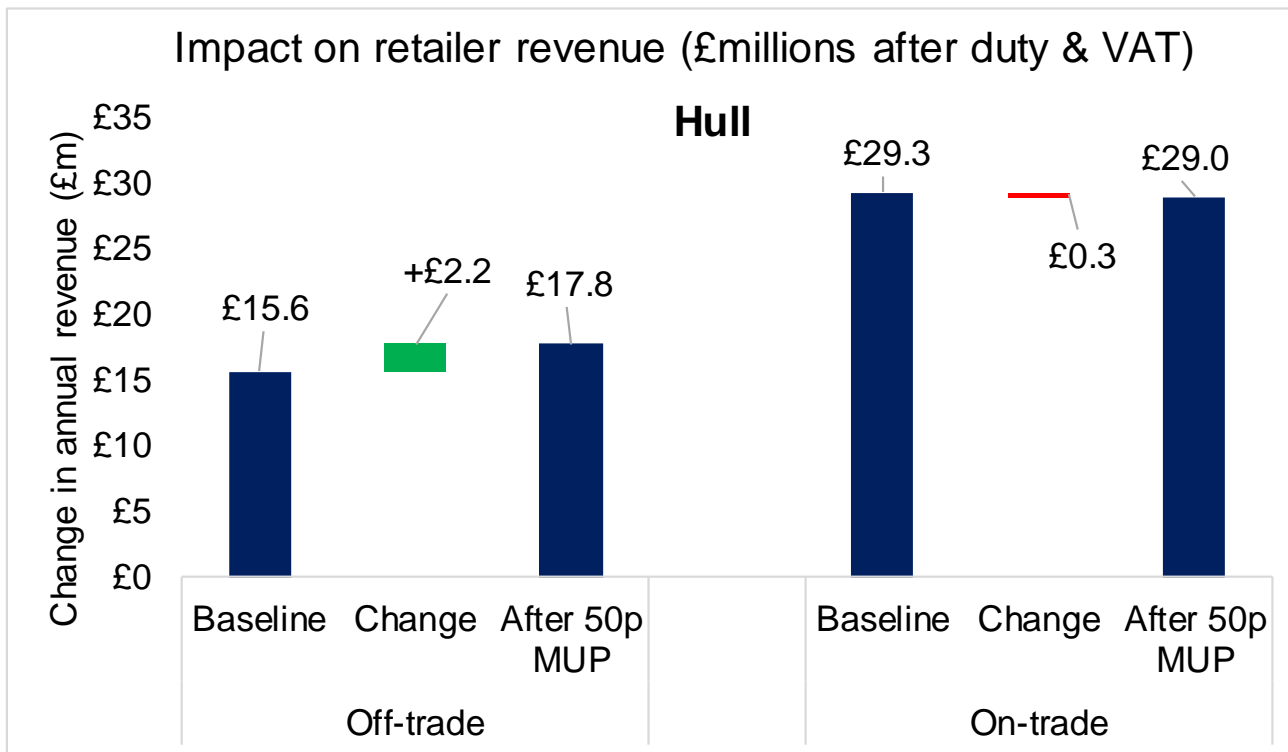 Impact on retailer revenue (£millions after duty & VAT)
Hull
Change in annual revenue (£m)
£35
£30
£25
£20
£15
£10
£5
£0
£15.6
+£2.2
£17.8
£29.3
£0.3
£29.0
Baseline
Change
After 50p
MUP
Baseline
Change
After 50p
MUP
Off-trade
On-trade